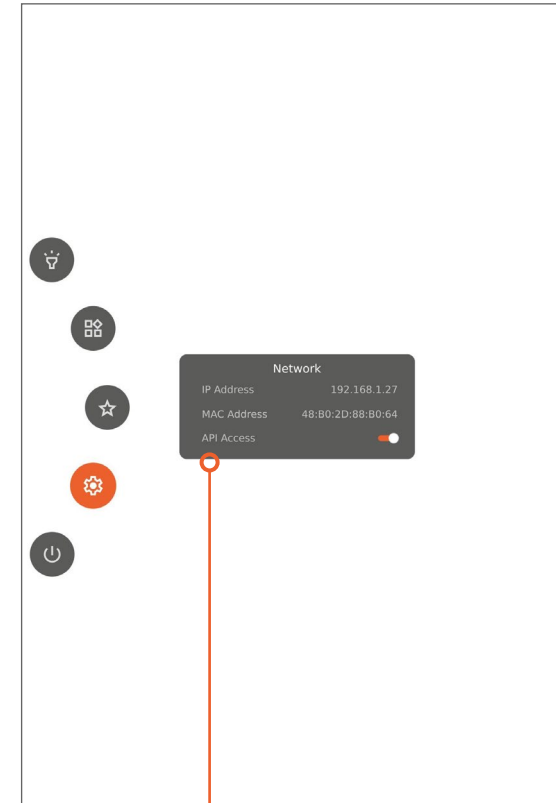 Network
IP Address 192.168.1.27
MAC Address 48:B0:2D:88:B0:64
API Access